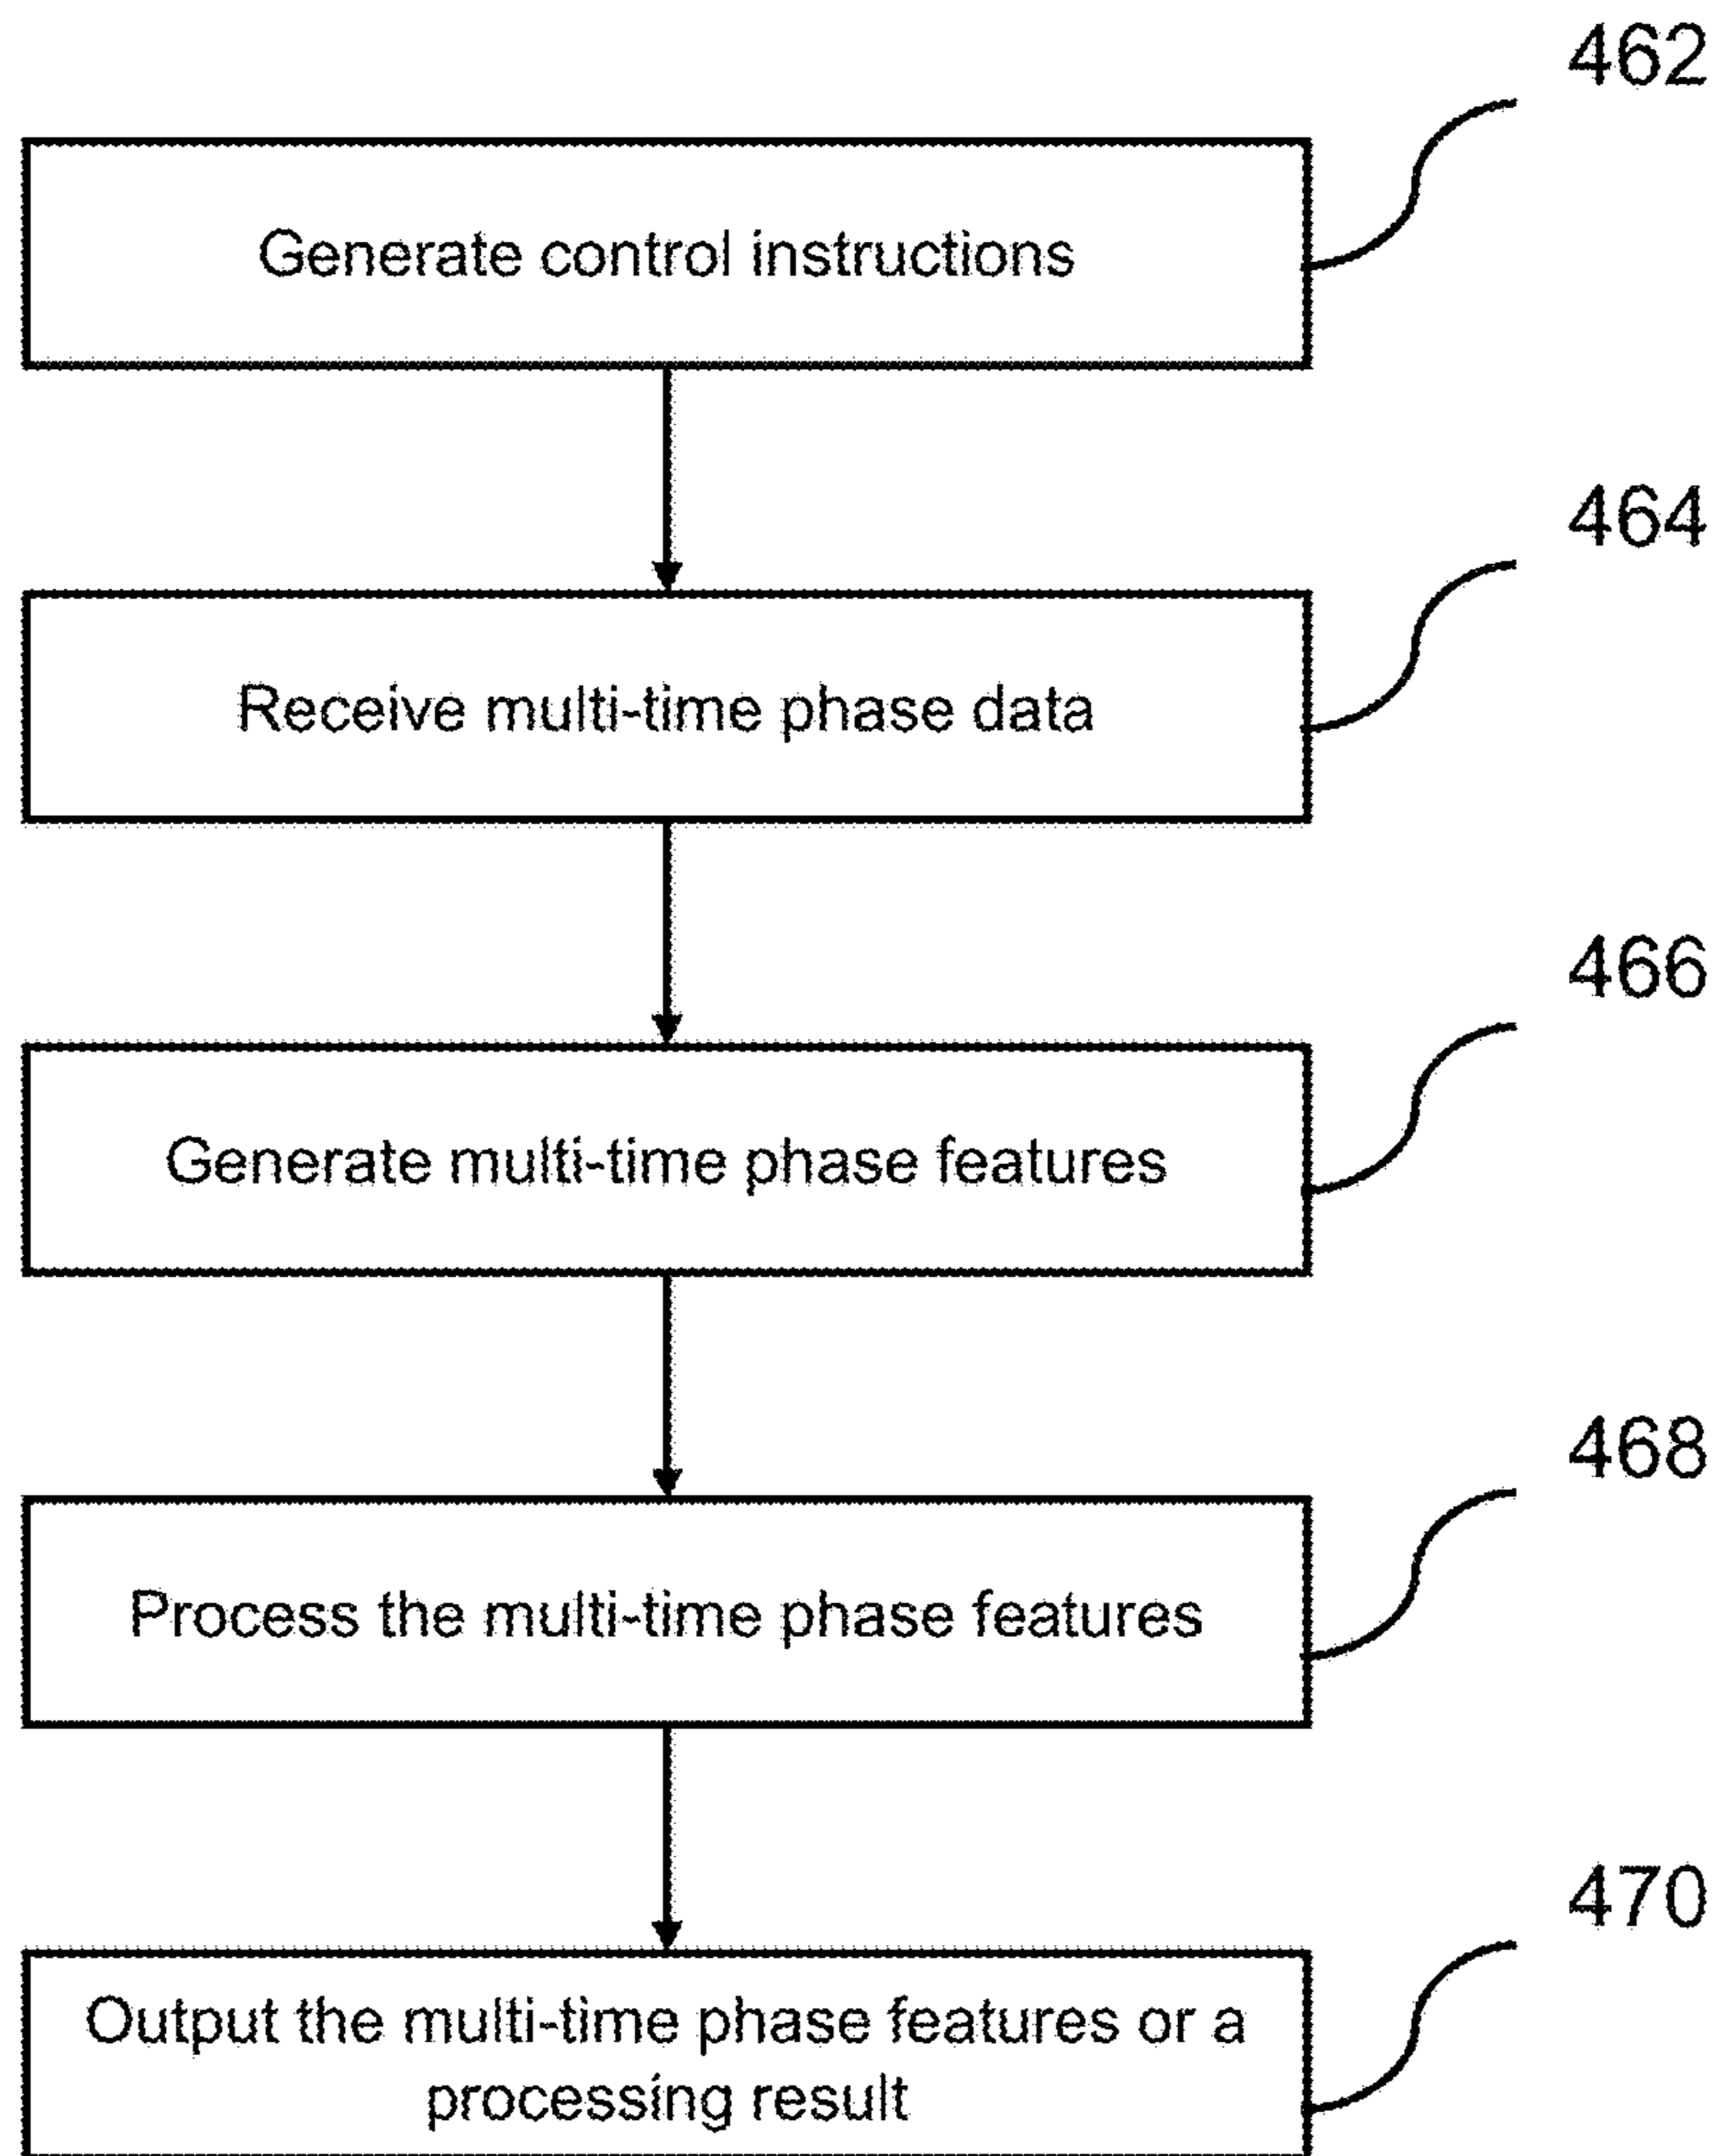 462
Generate control instructions
464
Receive multi-time phase data
466
Generate multi-time phase features
468
Process the multi-time phase features
470
Output the multi-time phase features or a
processing result